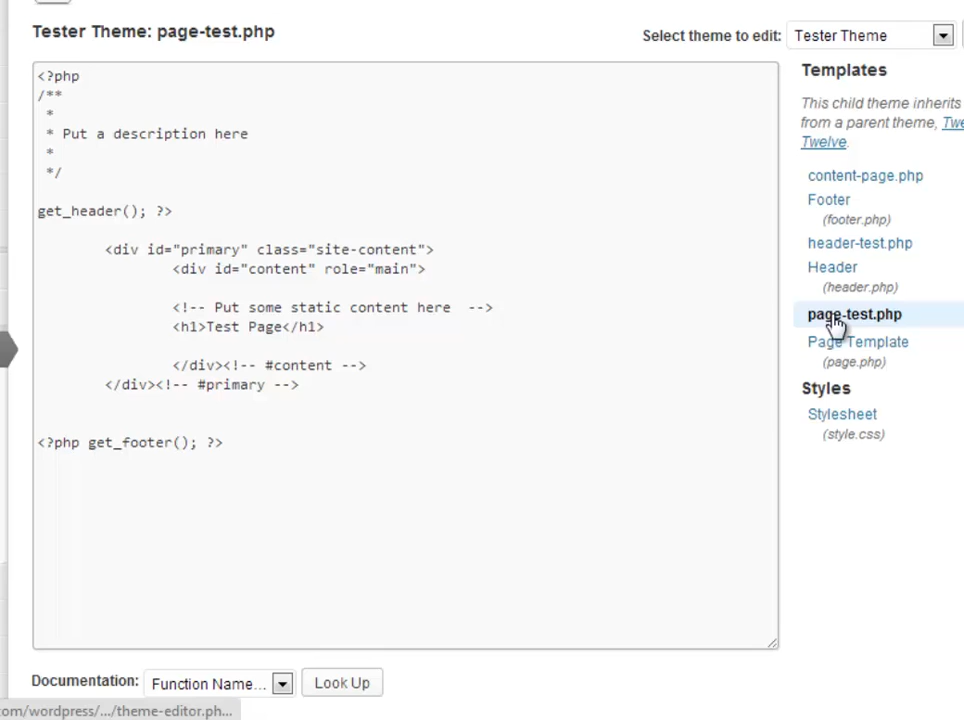 Tester Theme: page-test.php
Select theme to edit: Tester Theme
<?php
/**
*
* Put a description here
*
*/
get_header(); ?>
<div id="primary" class="site-content">
<div id="content" role="main">
<!-- Put some static content here -->
<h1>Test Page</h1>
</div><!-- #content -->
</div><!-- #primary -->
<?php get_footer(); ?>
Templates
This child theme inherits
from a parent theme, Twe
Twelve.
content-page.php
Footer
(footer.php)
header-test.php
Header
(header.php)
page-test.php
Page Template
(page.php)
Styles
Stylesheet
(style.css)
Documentation: Function Name... Look Up
com/wordpress/.../theme-editor.ph...